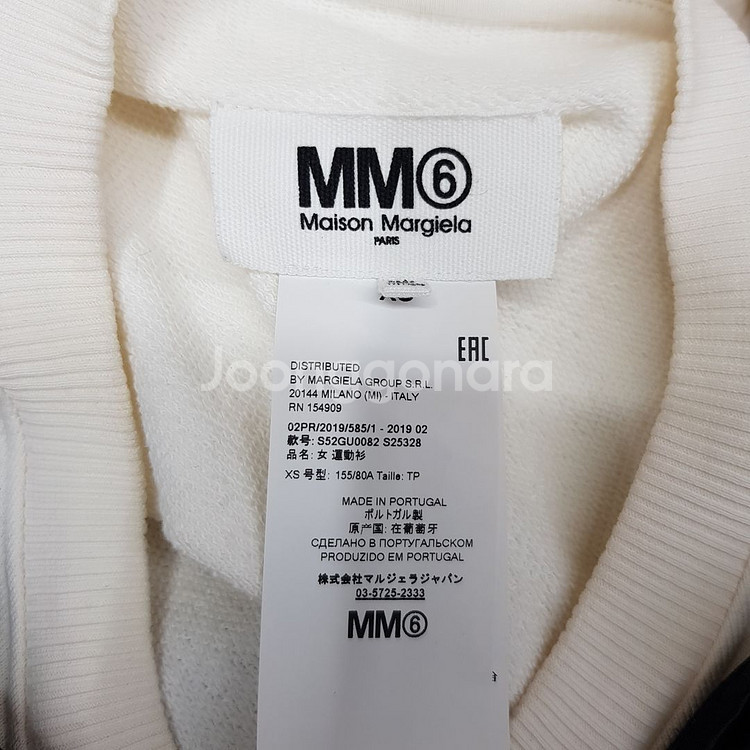 MM⑥
Maison Margiela
PARIS
XS
EAC
DISTRIBUTED
BY MARGIELA GROUP S.R.L.
20144 MILANO (MI) - ITALY
RN 154909
02PR/2019/585/1 - 2019 02
款号: S52GU0082 S25328
品名: 女 運動衫
XS 号型: 155/80A Taille: TP
MADE IN PORTUGAL
ポルトガル製
原产国: 在葡萄牙
СДЕЛАНО В ПОРТУГАЛЬСКОМ
PRODUZIDO EM PORTUGAL
株式会社マルジェラジャパン
03-5725-2333
MM⑥
Joonggonara